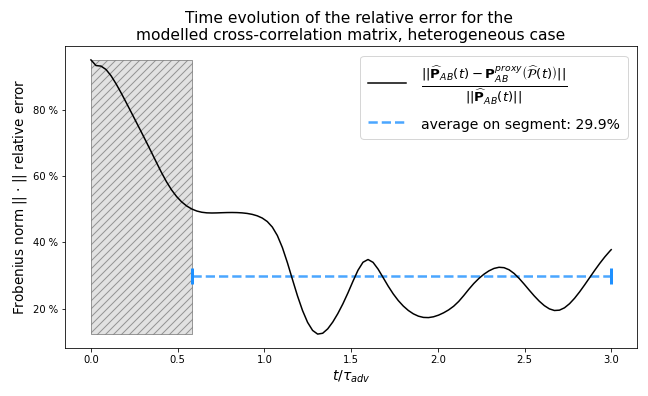 Time evolution of the relative error for the
modelled cross-correlation matrix, heterogeneous case
||P̂_AB(t) − P_AB^proxy(𝒫̂(t))||
||P̂_AB(t)||
average on segment: 29.9%
Frobenius norm || · || relative error
80 %
60 %
40 %
20 %
0.0 0.5 1.0 1.5 2.0 2.5 3.0
t/τ_adv